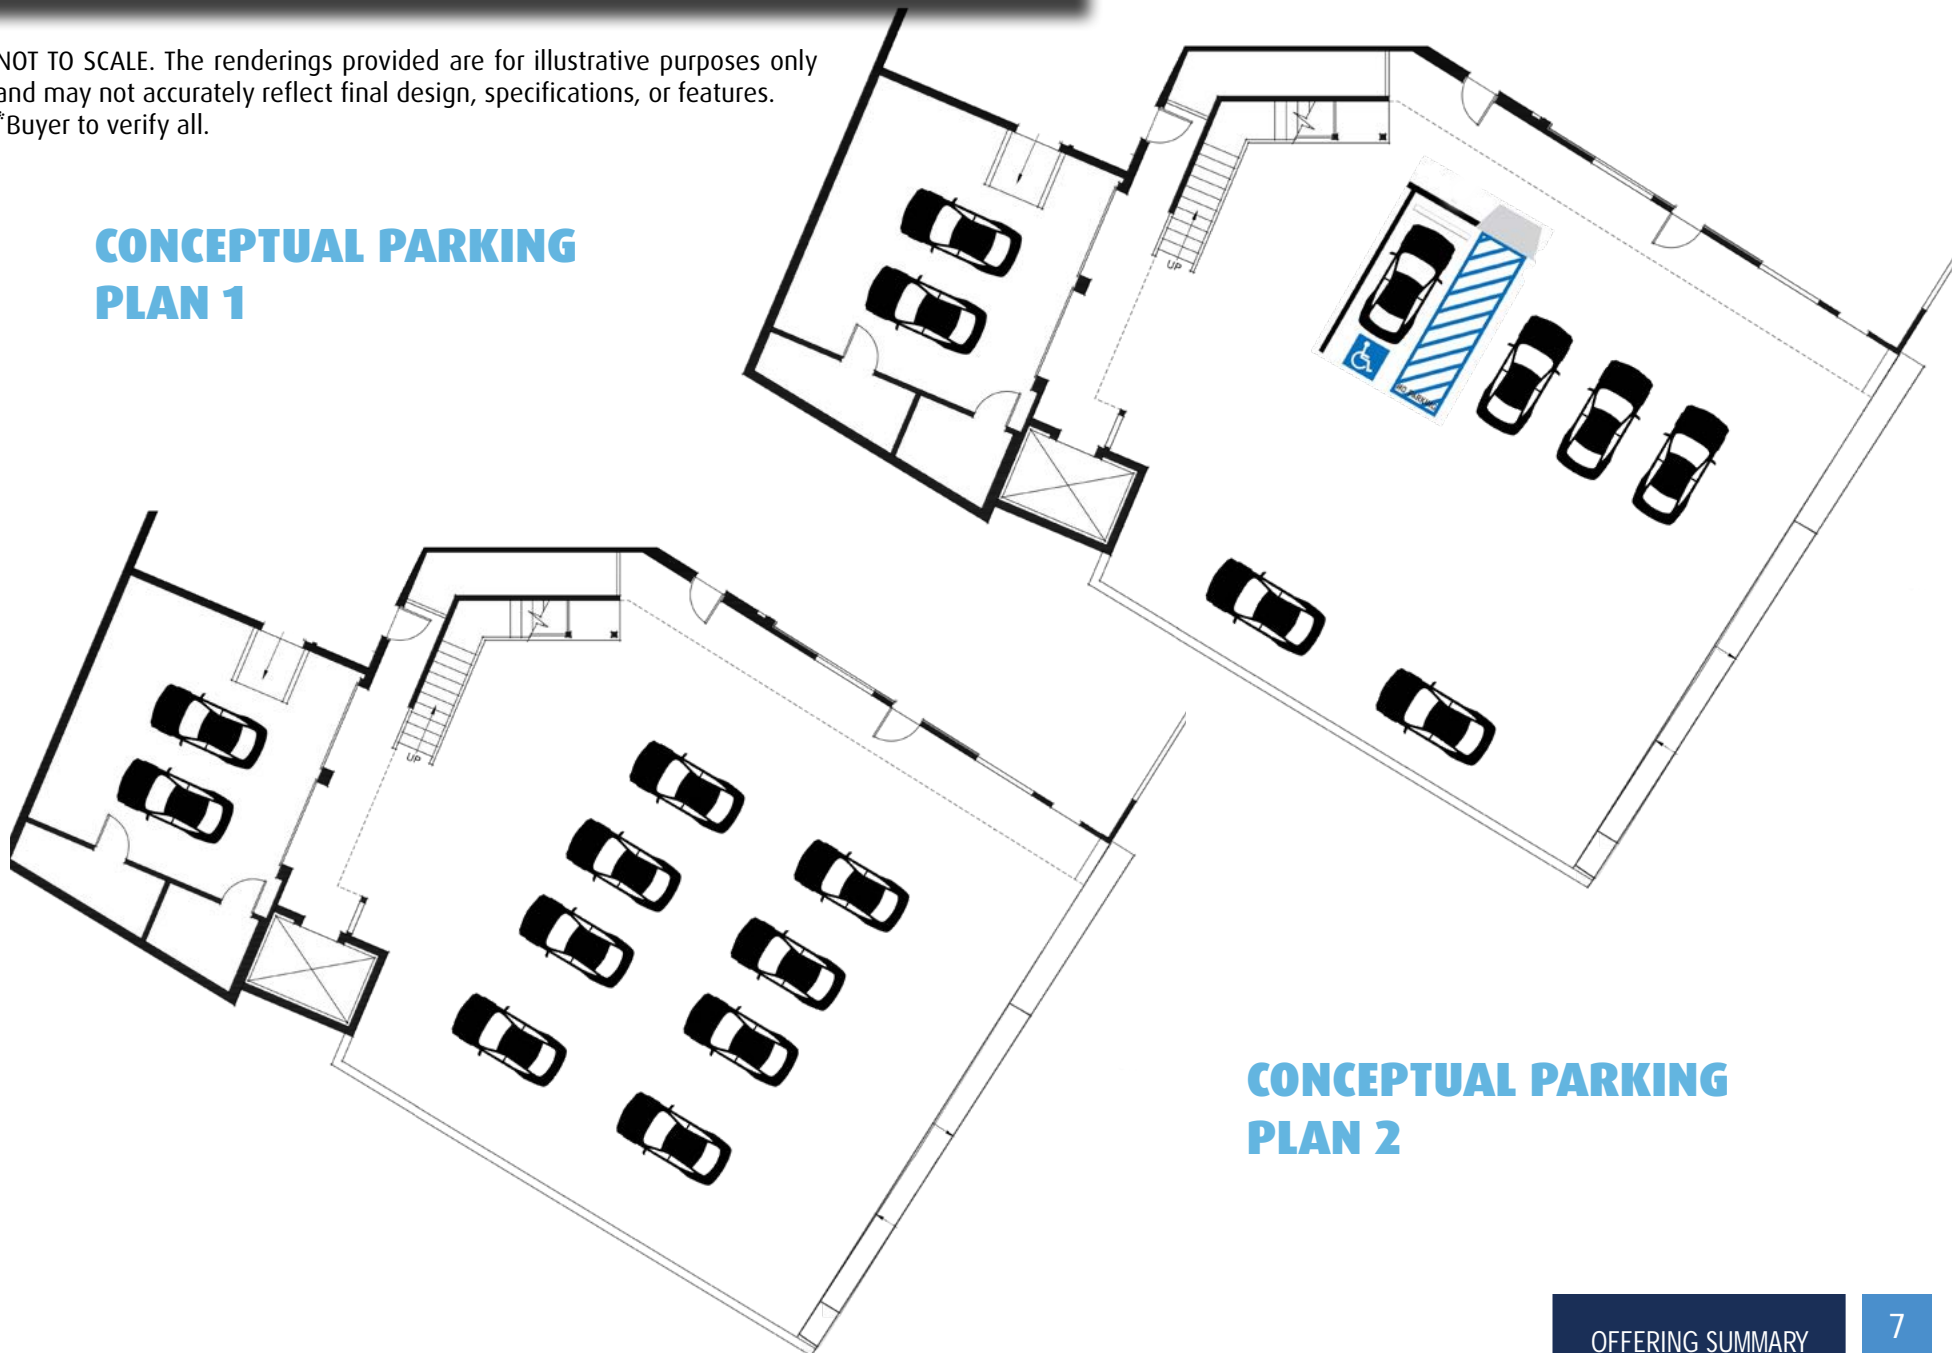 NOT TO SCALE. The renderings provided are for illustrative purposes only
and may not accurately reflect final design, specifications, or features.
*Buyer to verify all.
CONCEPTUAL PARKING
PLAN 1
UP
NO PARKING
UP
CONCEPTUAL PARKING
PLAN 2
OFFERING SUMMARY
7